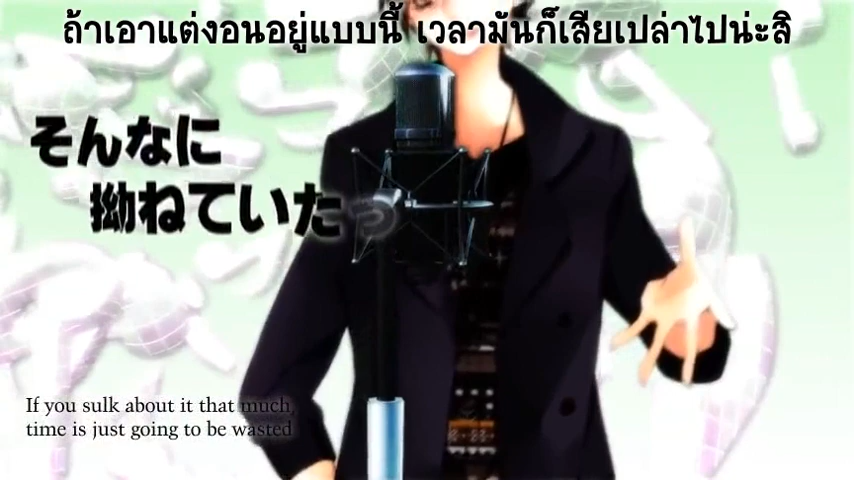 ถ้าเอาแต่งอนอยู่แบบนี้ เวลามันก็เสียเปล่าไปน่ะสิ
そんなに
拗ねていたっ
If you sulk about it that much,
time is just going to be wasted